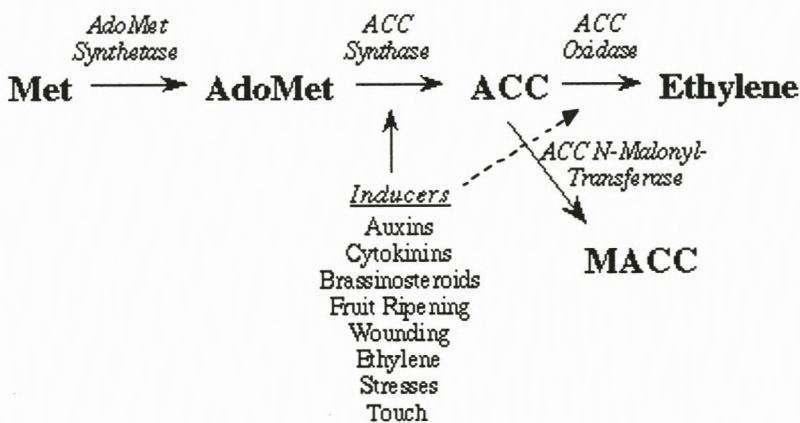 AdoMet Synthetase
ACC Synthase
ACC Oxidase
Met
AdoMet
ACC
Ethylene
ACC N-Malonyl-
Transferase
Inducers
Auxins
Cytokinins
Brassinosteroids
Fruit Ripening
Wounding
Ethylene
Stresses
Touch
MACC